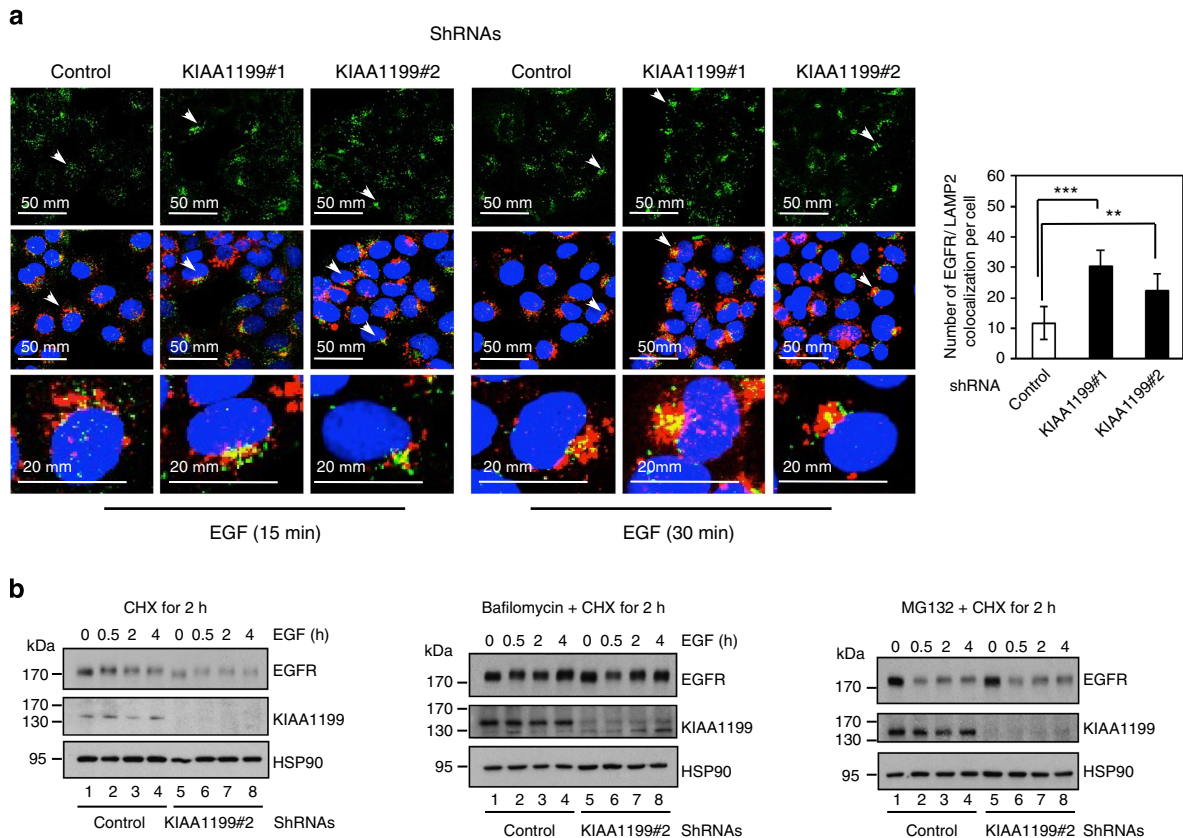 a
ShRNAs
Control KIAA1199#1 KIAA1199#2 Control KIAA1199#1 KIAA1199#2
50 mm 50 mm 50 mm 50 mm 50 mm 50 mm
50 mm 50 mm 50 mm 50 mm 50mm 50 mm
20 mm 20 mm 20 mm 20 mm 20mm 20 mm
EGF (15 min) EGF (30 min)
Number of EGFR/ LAMP2
colocalization per cell
60
50
40
30
20
10
0
***
**
shRNA
Control
KIAA1199#1
KIAA1199#2
b
CHX for 2 h
kDa
0 0.5 2 4 0 0.5 2 4 EGF (h)
170 EGFR
170
130 KIAA1199
95 HSP90
1 2 3 4 5 6 7 8
Control KIAA1199#2 ShRNAs
Bafilomycin + CHX for 2 h
kDa
0 0.5 2 4 0 0.5 2 4 EGF (h)
170 EGFR
170
130 KIAA1199
95 HSP90
1 2 3 4 5 6 7 8
Control KIAA1199#2 ShRNAs
MG132 + CHX for 2 h
kDa
0 0.5 2 4 0 0.5 2 4
170 EGFR
170
130 KIAA1199
95 HSP90
1 2 3 4 5 6 7 8
Control KIAA1199#2 ShRNAs